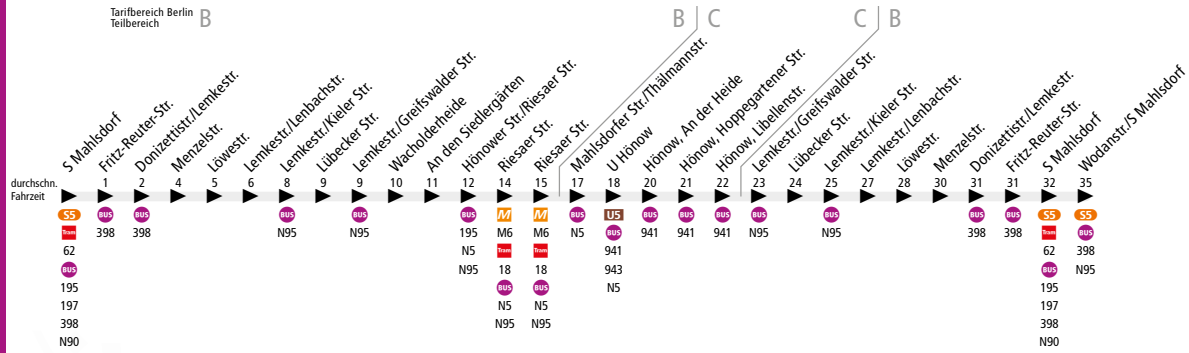 Tarifbereich Berlin
Teilbereich
B
B C
C B
S Mahlsdorf
Fritz-Reuter-Str.
Donizettistr./Lemkestr.
Menzelstr.
Löwestr.
Lemkestr./Lenbachstr.
Lemkestr./Kieler Str.
Lübecker Str.
Lemkestr./Greifswalder Str.
Wacholderheide
An den Siedlergärten
Hönower Str./Riesaer Str.
Riesaer Str.
Riesaer Str.
Mahlsdorfer Str./Thälmannstr.
U Hönow
Hönow, An der Heide
Hönow, Hoppegartener Str.
Hönow, Libellenstr.
Lemkestr./Greifswalder Str.
Lübecker Str.
Lemkestr./Kieler Str.
Lemkestr./Lenbachstr.
Löwestr.
Menzelstr.
Donizettistr./Lemkestr.
Fritz-Reuter-Str.
S Mahlsdorf
Wodanstr./S Mahlsdorf
durchschn. 1 2 4 5 6 8 9 9 10 11 12 14 15 17 18 20 21 22 23 24 25 27 28 30 31 31 32 35
Fahrzeit
S5 BUS BUS BUS BUS BUS M M BUS U5 BUS BUS BUS BUS BUS BUS BUS S5 S5
Tram 398 398 N95 N95 195 M6 M6 N5 BUS 941 941 941 N95 N95 398 398 Tram BUS
62 N5 Tram Tram 941 62 398
BUS N95 18 18 943 BUS N95
195 BUS BUS N5 195
197 N5 N5 197
398 N95 N95 398
N90 N90